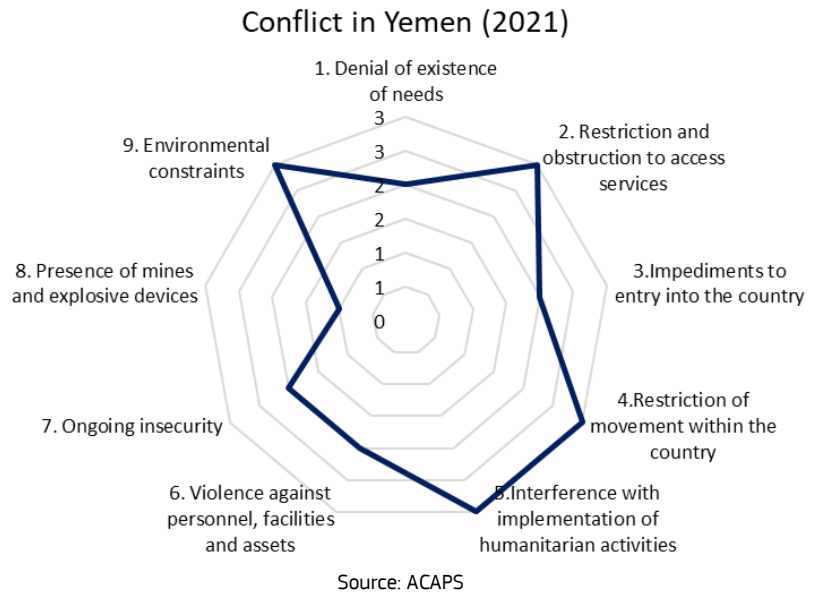 Conflict in Yemen (2021)
1. Denial of existence
of needs
3
3
2
2
1
1
0
2. Restriction and
obstruction to access
services
3.Impediments to
entry into the country
4.Restriction of
movement within the
country
5.Interference with
implementation of
humanitarian activities
6. Violence against
personnel, facilities
and assets
7. Ongoing insecurity
8. Presence of mines
and explosive devices
9. Environmental
constraints
Source: ACAPS